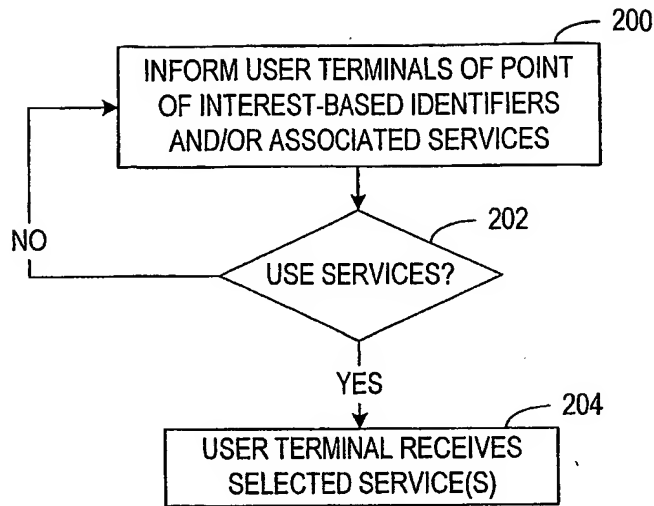 200
INFORM USER TERMINALS OF POINT
OF INTEREST-BASED IDENTIFIERS
AND/OR ASSOCIATED SERVICES
202
NO
USE SERVICES?
YES
204
USER TERMINAL RECEIVES
SELECTED SERVICE(S)